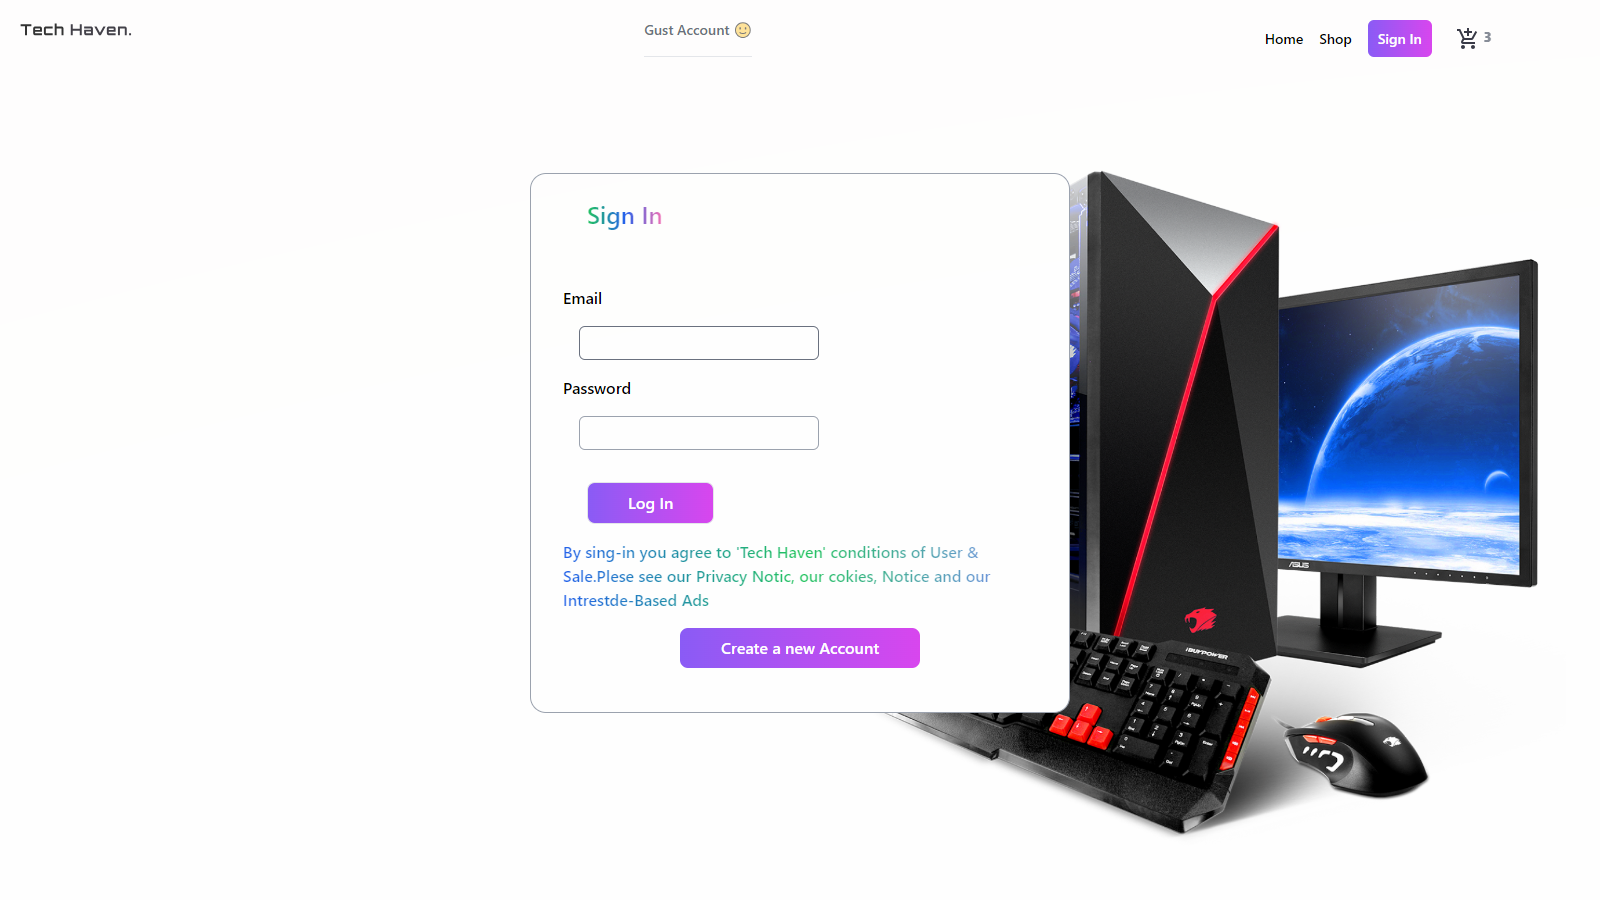 Tech Haven.
Gust Account
Home
Shop
Sign In
3
Sign In
Email
Password
Log In
By sing-in you agree to 'Tech Haven' conditions of User &
Sale.Plese see our Privacy Notic, our cokies, Notice and our
Intrestde-Based Ads
Create a new Account
ASUS
iBUYPOWER